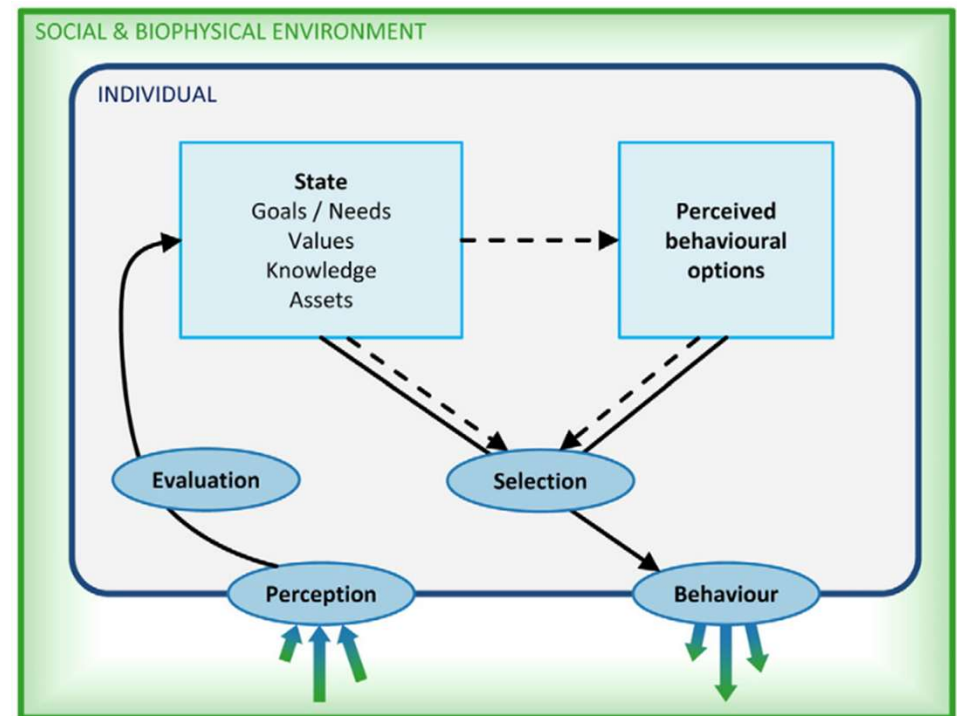 SOCIAL & BIOPHYSICAL ENVIRONMENT
INDIVIDUAL
State
Goals / Needs
Values
Knowledge
Assets
Perceived
behavioural
options
Evaluation
Selection
Perception
Behaviour